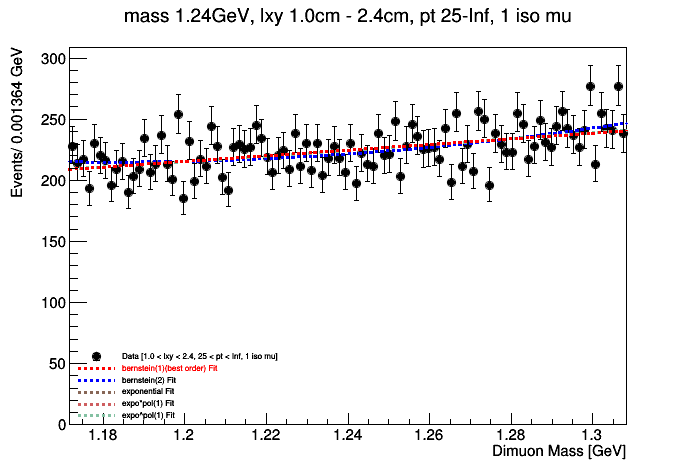 mass 1.24GeV, lxy 1.0cm - 2.4cm, pt 25-Inf, 1 iso mu
Events/ 0.001364 GeV
300
250
200
150
100
50
0
Data [1.0 < lxy < 2.4, 25 < pt < Inf, 1 iso mu]
bernstein(1)(best order) Fit
bernstein(2) Fit
exponential Fit
expo*pol(1) Fit
expo^pol(1) Fit
1.18 1.2 1.22 1.24 1.26 1.28 1.3
Dimuon Mass [GeV]